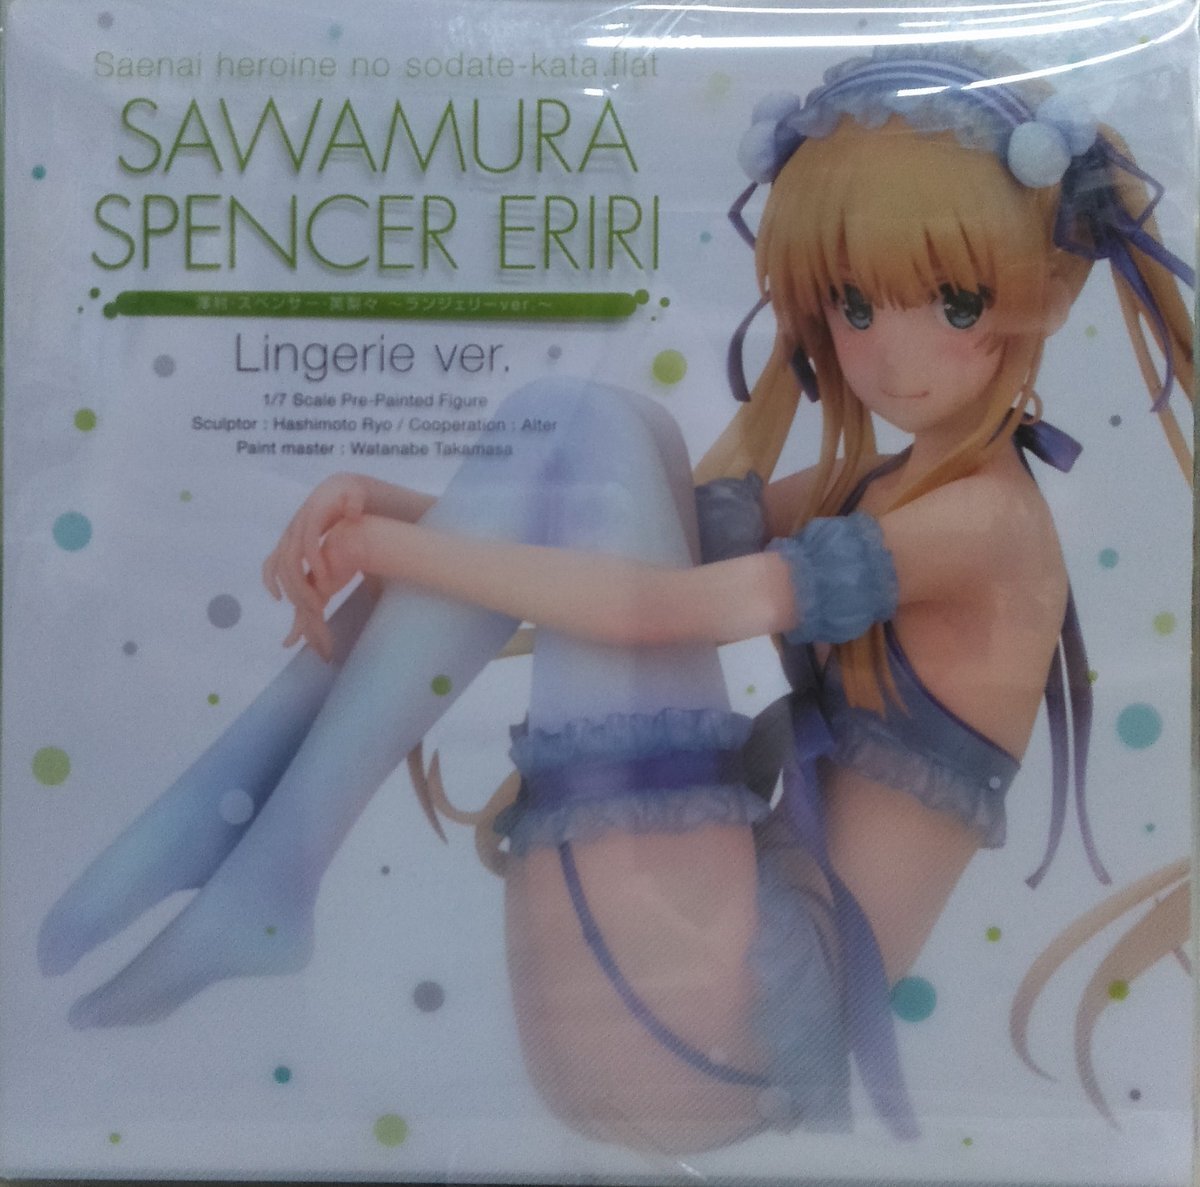 Saenai heroine no sodate-kata.flat
SAWAMURA
SPENCER ERIRI
澤村・スペンサー・英梨々 ～ランジェリーver.～
Lingerie ver.
1/7 Scale Pre-Painted Figure
Sculptor : Hashimoto Ryo / Cooperation : Alter
Paint master : Watanabe Takamasa